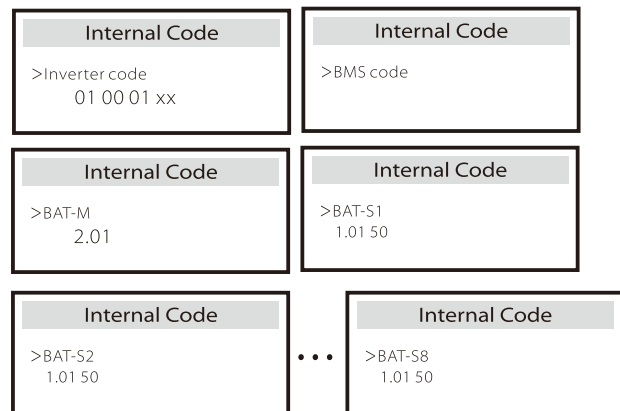 Internal Code
>Inverter code
01 00 01 xx
Internal Code
>BMS code
Internal Code
>BAT-M
2.01
Internal Code
>BAT-S1
1.01 50
Internal Code
>BAT-S2
1.01 50
•••
Internal Code
>BAT-S8
1.01 50